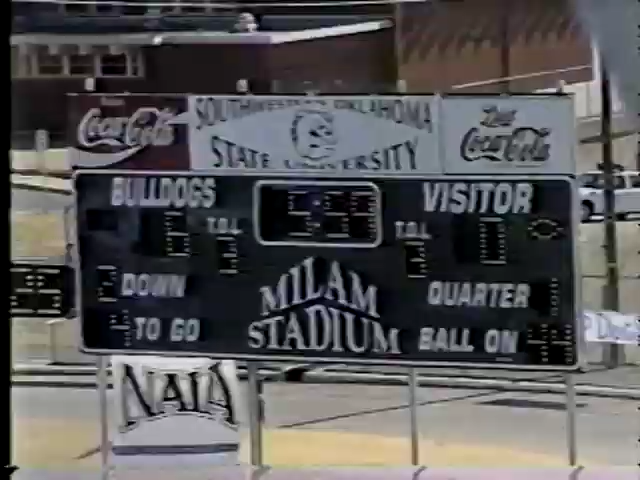 Coca-Cola
SOUTHWESTERN OKLAHOMA
STATE UNIVERSITY
Diet
Coca-Cola
BULLDOGS
VISITOR
T.O.L.
T.O.L.
DOWN
QUARTER
TO GO
BALL ON
MILAM
STADIUM
NAIA